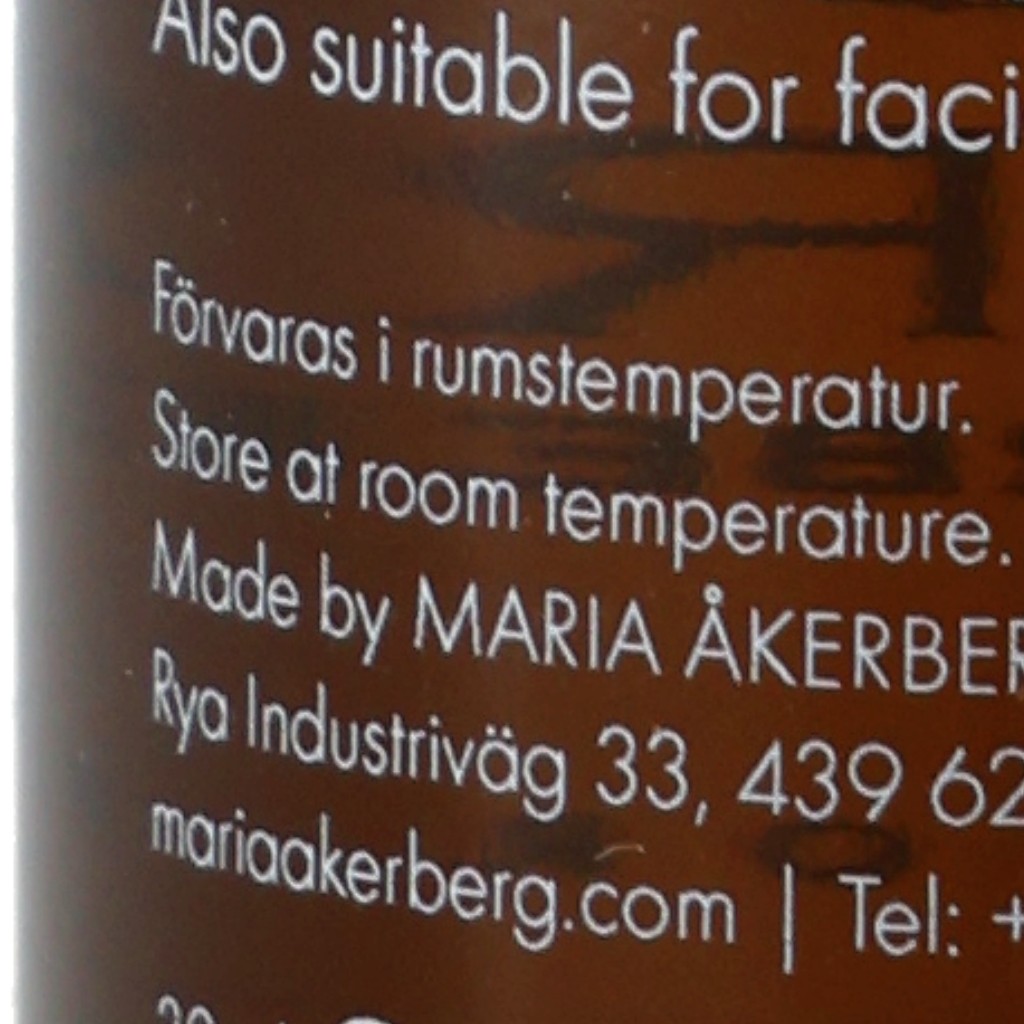 Also suitable for faci
Förvaras i rumstemperatur.
Store at room temperature.
Made by MARIA ÅKERBER
Rya Industriväg 33, 439 62
mariaakerberg.com | Tel: +